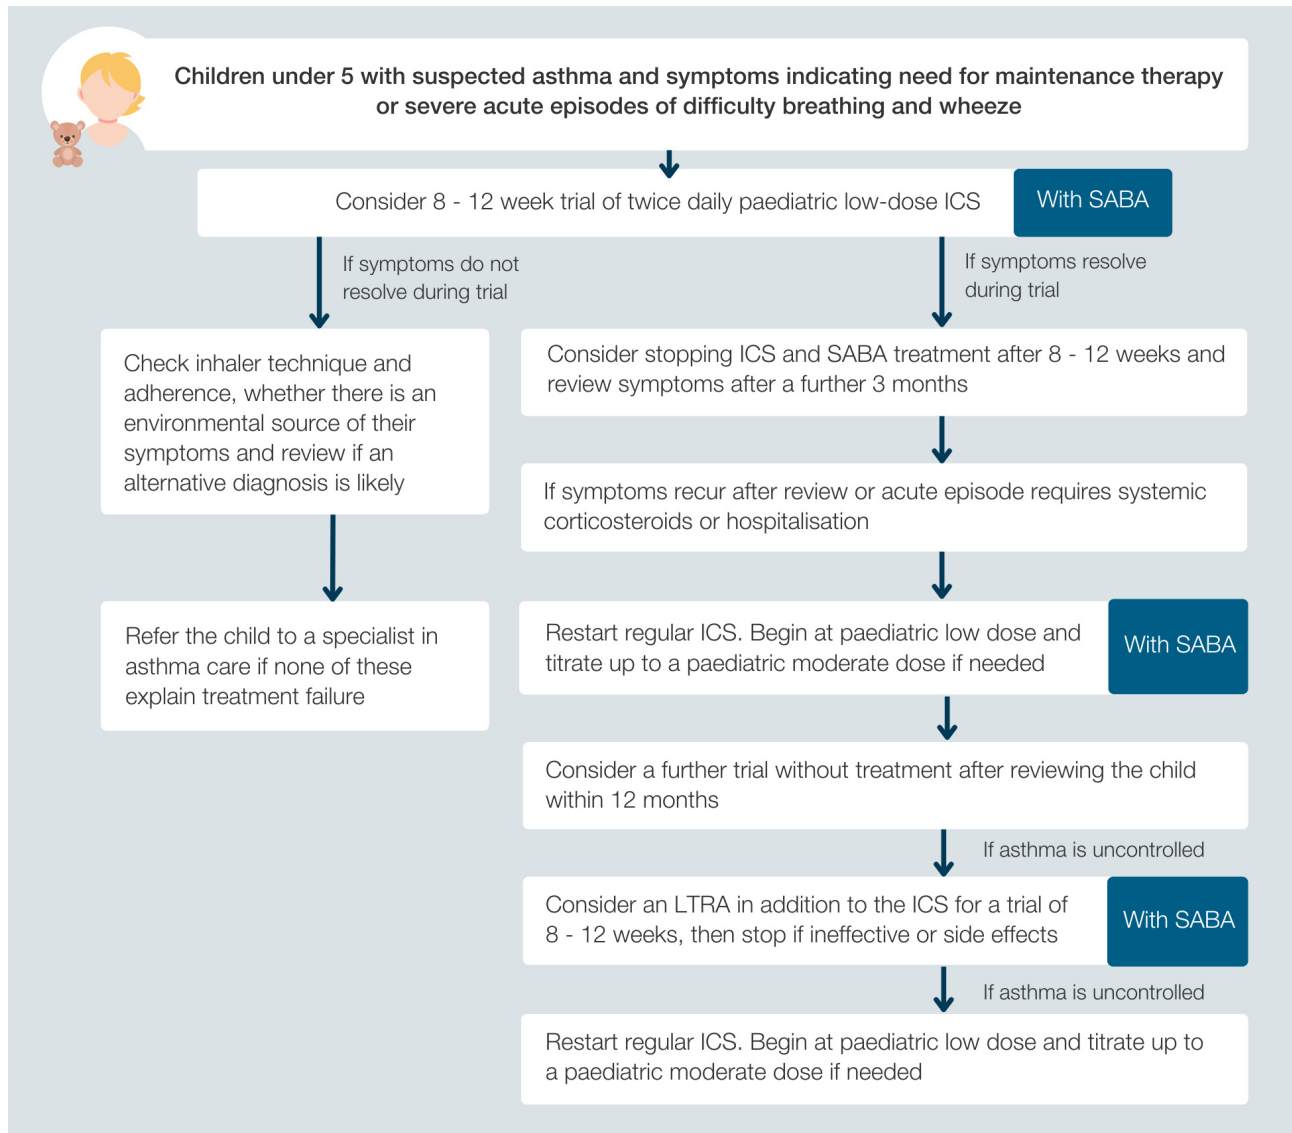 Children under 5 with suspected asthma and symptoms indicating need for maintenance therapy
or severe acute episodes of difficulty breathing and wheeze
Consider 8 - 12 week trial of twice daily paediatric low-dose ICS
With SABA
If symptoms do not
resolve during trial
If symptoms resolve
during trial
Check inhaler technique and
adherence, whether there is an
environmental source of their
symptoms and review if an
alternative diagnosis is likely
Refer the child to a specialist in
asthma care if none of these
explain treatment failure
Consider stopping ICS and SABA treatment after 8 - 12 weeks and
review symptoms after a further 3 months
If symptoms recur after review or acute episode requires systemic
corticosteroids or hospitalisation
Restart regular ICS. Begin at paediatric low dose and
titrate up to a paediatric moderate dose if needed
With SABA
Consider a further trial without treatment after reviewing the child
within 12 months
If asthma is uncontrolled
Consider an LTRA in addition to the ICS for a trial of
8 - 12 weeks, then stop if ineffective or side effects
With SABA
If asthma is uncontrolled
Restart regular ICS. Begin at paediatric low dose and titrate up to
a paediatric moderate dose if needed